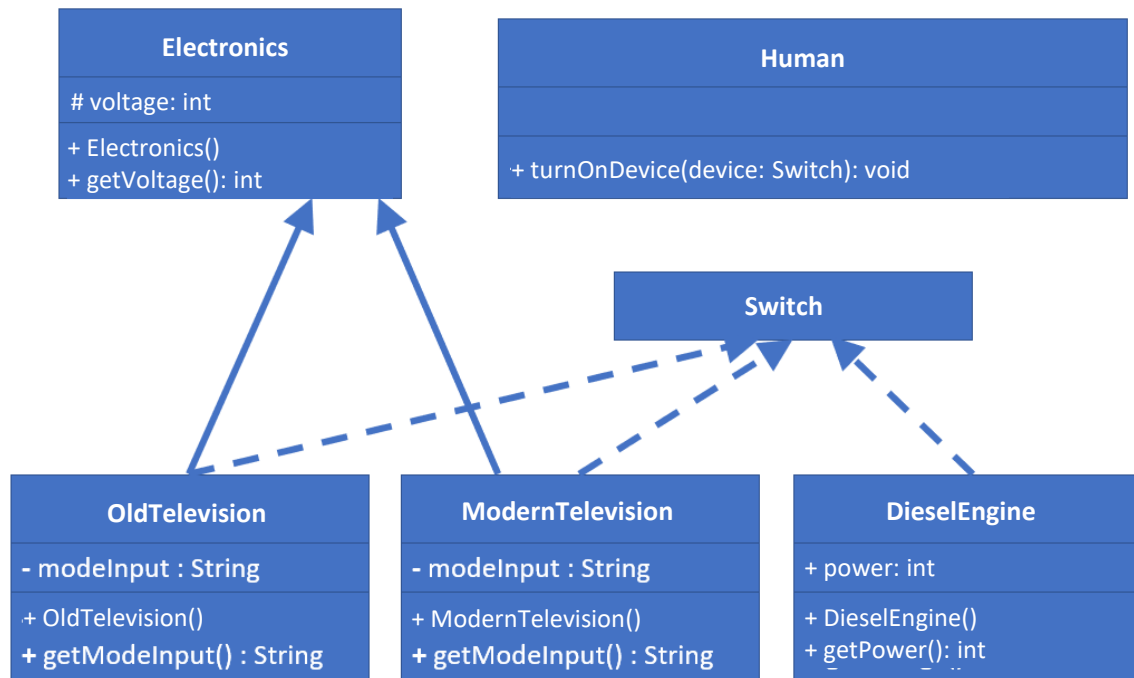 Electronics
# voltage: int
+ Electronics()
+ getVoltage(): int
Human
+ turnOnDevice(device: Switch): void
Switch
OldTelevision
- modeInput : String
+ OldTelevision()
+ getModeInput() : String
ModernTelevision
- modeInput : String
+ ModernTelevision()
+ getModeInput() : String
DieselEngine
+ power: int
+ DieselEngine()
+ getPower(): int